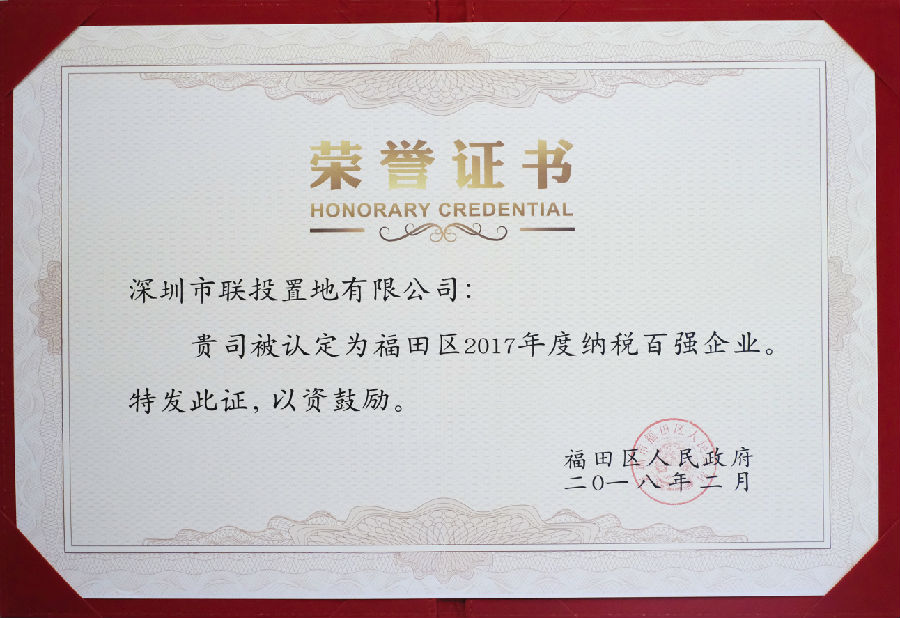 荣誉证书
HONORARY CREDENTIAL
深圳市联投置地有限公司：
贵司被认定为福田区2017年度纳税百强企业。
特发此证，以资鼓励。
福田区人民政府
二〇一八年二月